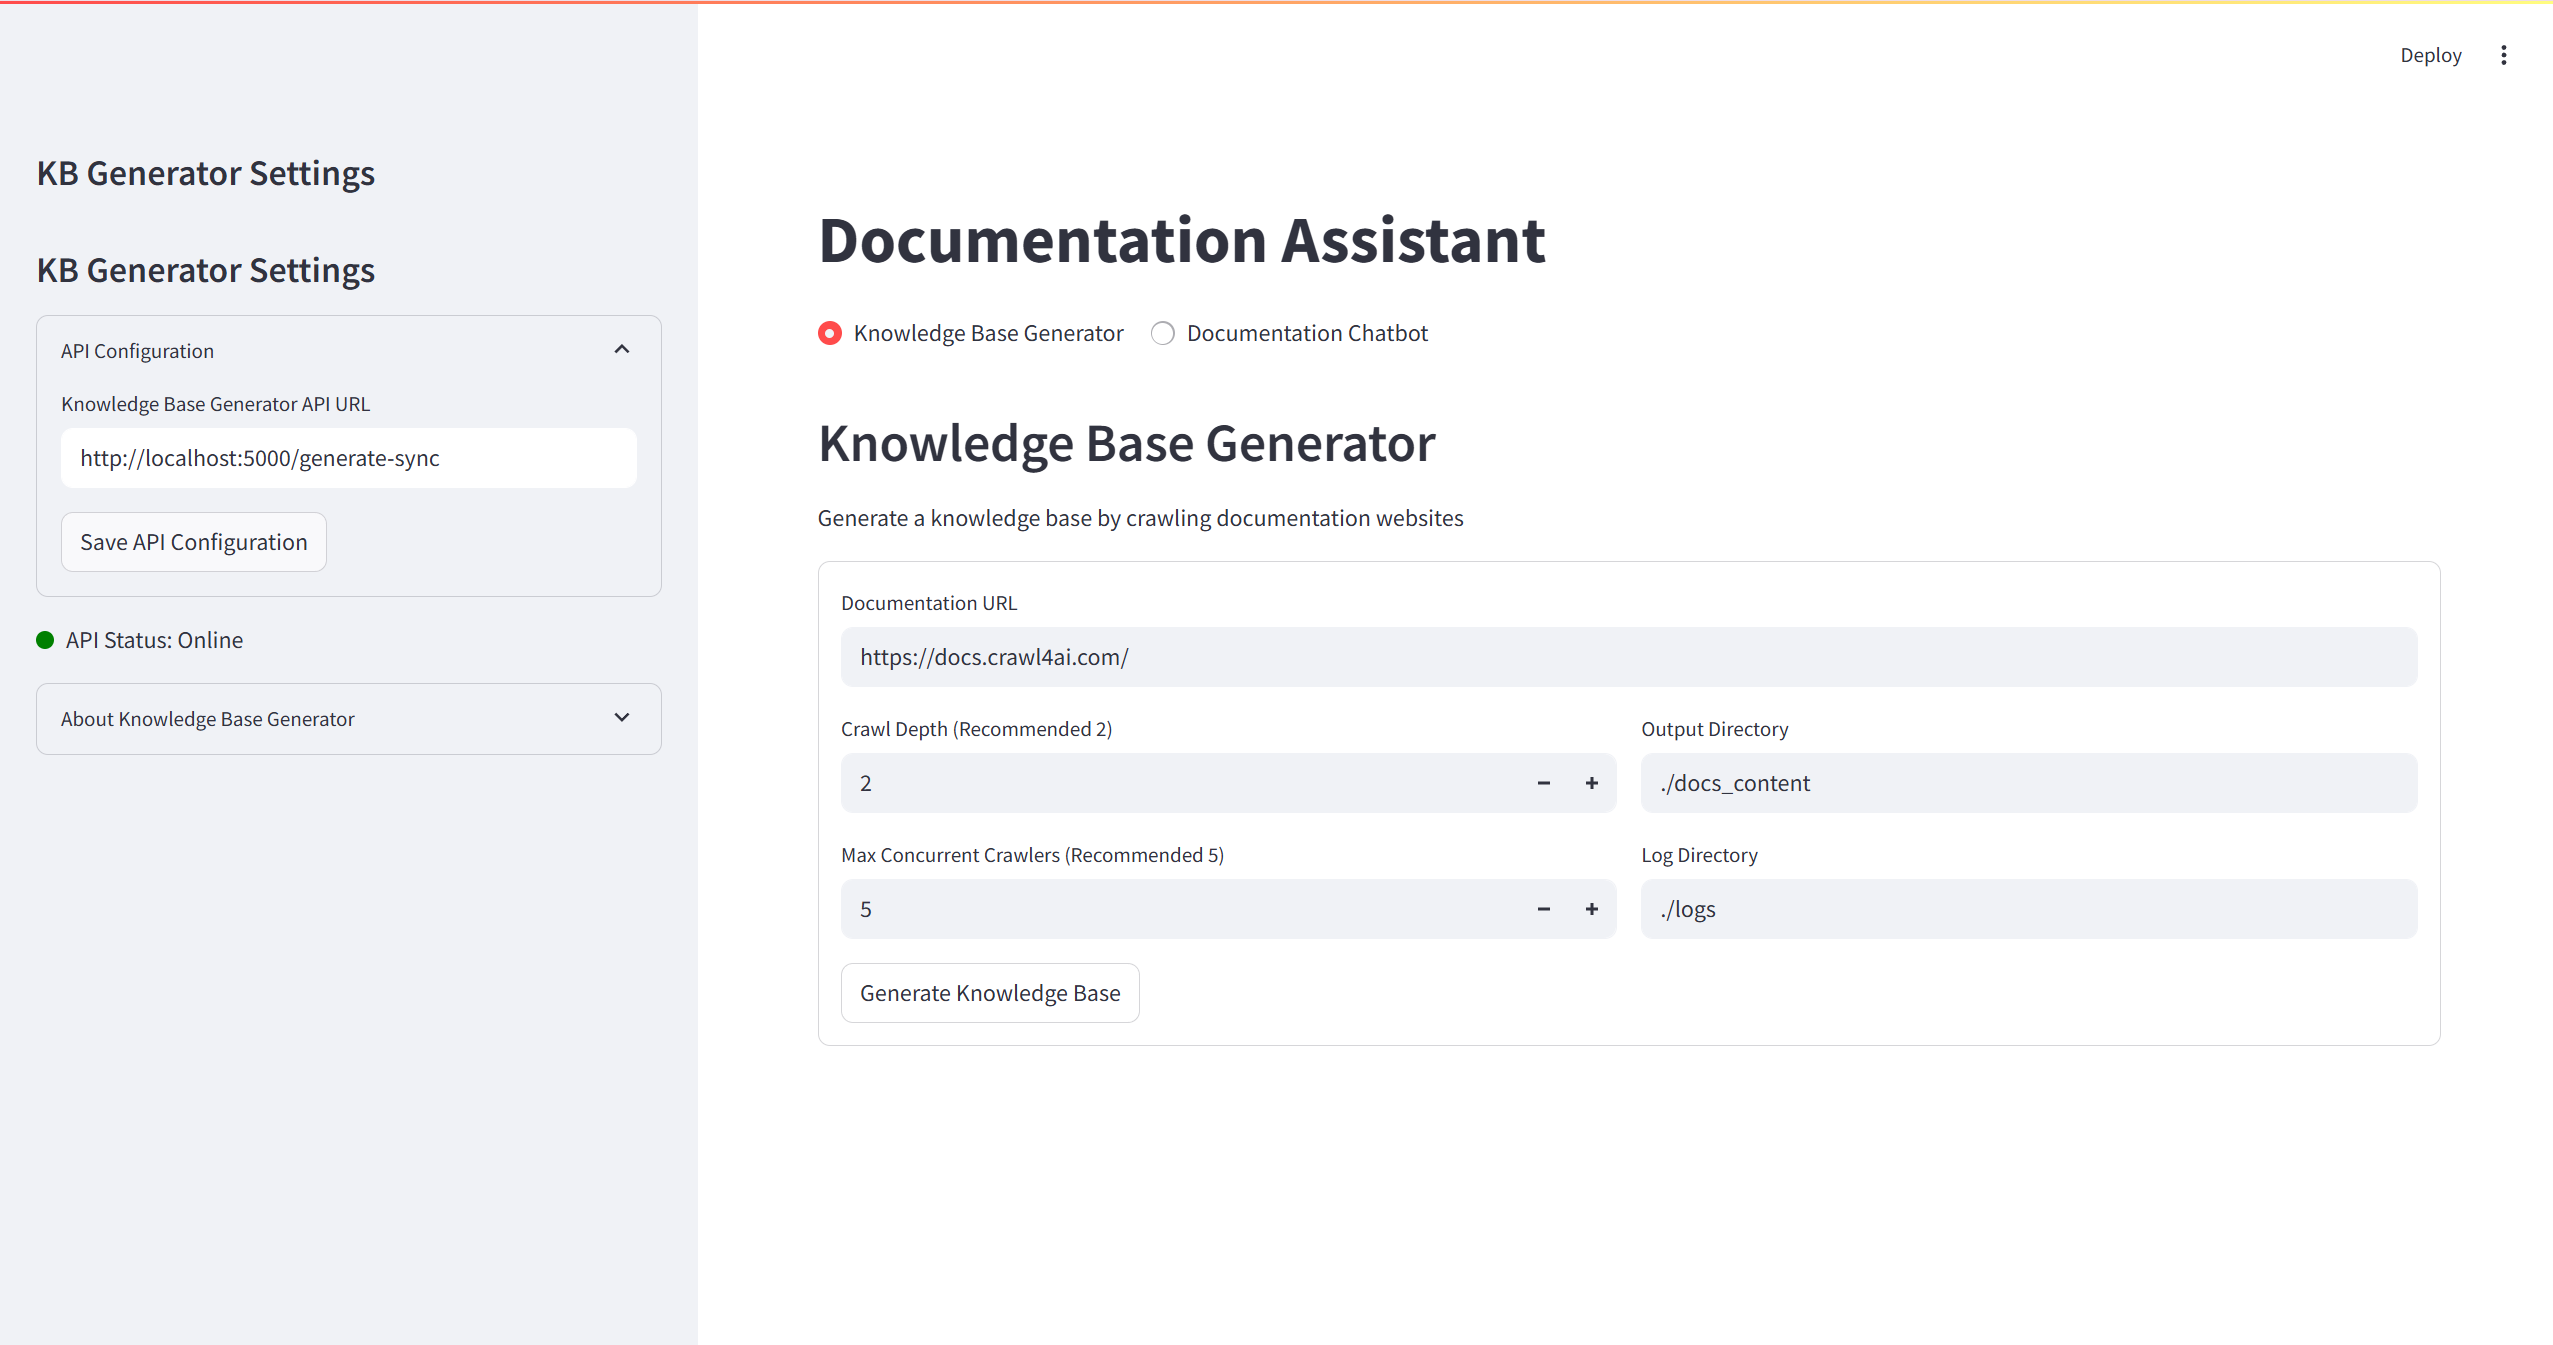 Deploy
KB Generator Settings
KB Generator Settings
API Configuration
Knowledge Base Generator API URL
http://localhost:5000/generate-sync
Save API Configuration
API Status: Online
About Knowledge Base Generator
Documentation Assistant
Knowledge Base Generator Documentation Chatbot
Knowledge Base Generator
Generate a knowledge base by crawling documentation websites
Documentation URL
https://docs.crawl4ai.com/
Crawl Depth (Recommended 2)
2
Output Directory
./docs_content
Max Concurrent Crawlers (Recommended 5)
5
Log Directory
./logs
Generate Knowledge Base